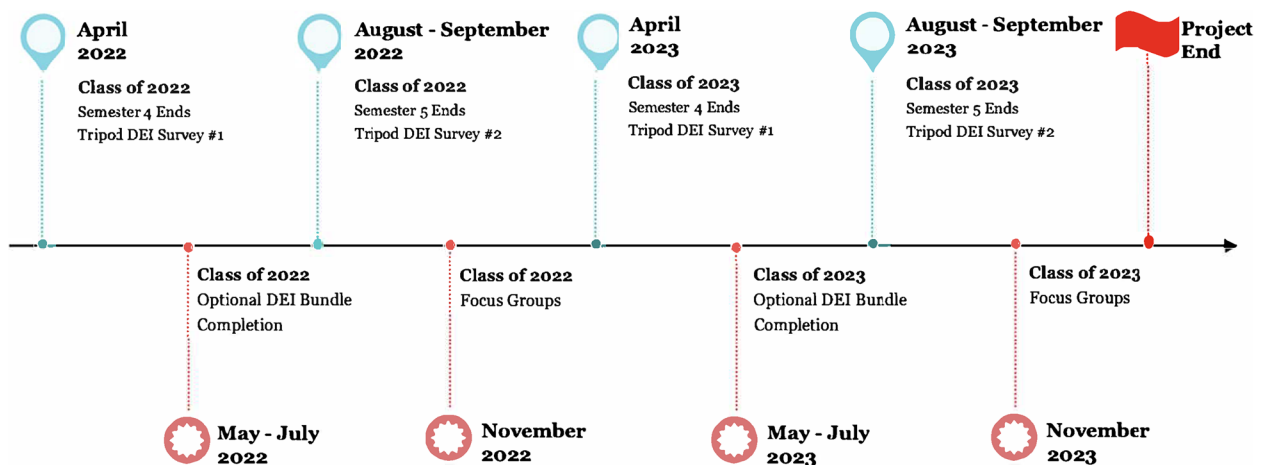 April
2022
Class of 2022
Semester 4 Ends
Tripod DEI Survey #1
August - September
2022
Class of 2022
Semester 5 Ends
Tripod DEI Survey #2
April
2023
Class of 2023
Semester 4 Ends
Tripod DEI Survey #1
August - September
2023
Class of 2023
Semester 5 Ends
Tripod DEI Survey #2
Project
End
Class of 2022
Optional DEI Bundle
Completion
May - July
2022
Class of 2022
Focus Groups
November
2022
Class of 2023
Optional DEI Bundle
Completion
May - July
2023
Class of 2023
Focus Groups
November
2023